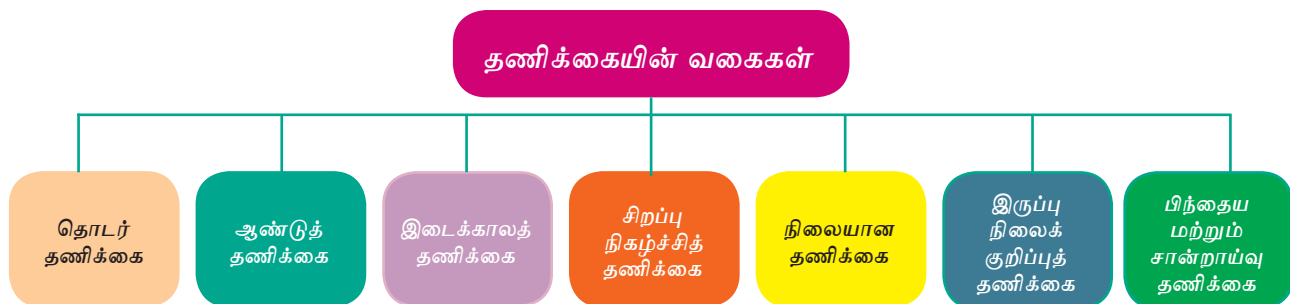 தணிக்கையின் வகைகள்
தொடர்
தணிக்கை
ஆண்டுத்
தணிக்கை
இடைக்காலத்
தணிக்கை
சிறப்பு
நிகழ்ச்சித்
தணிக்கை
நிலையான
தணிக்கை
இருப்பு
நிலைக்
குறிப்புத்
தணிக்கை
பிந்தைய
மற்றும்
சான்றாய்வு
தணிக்கை